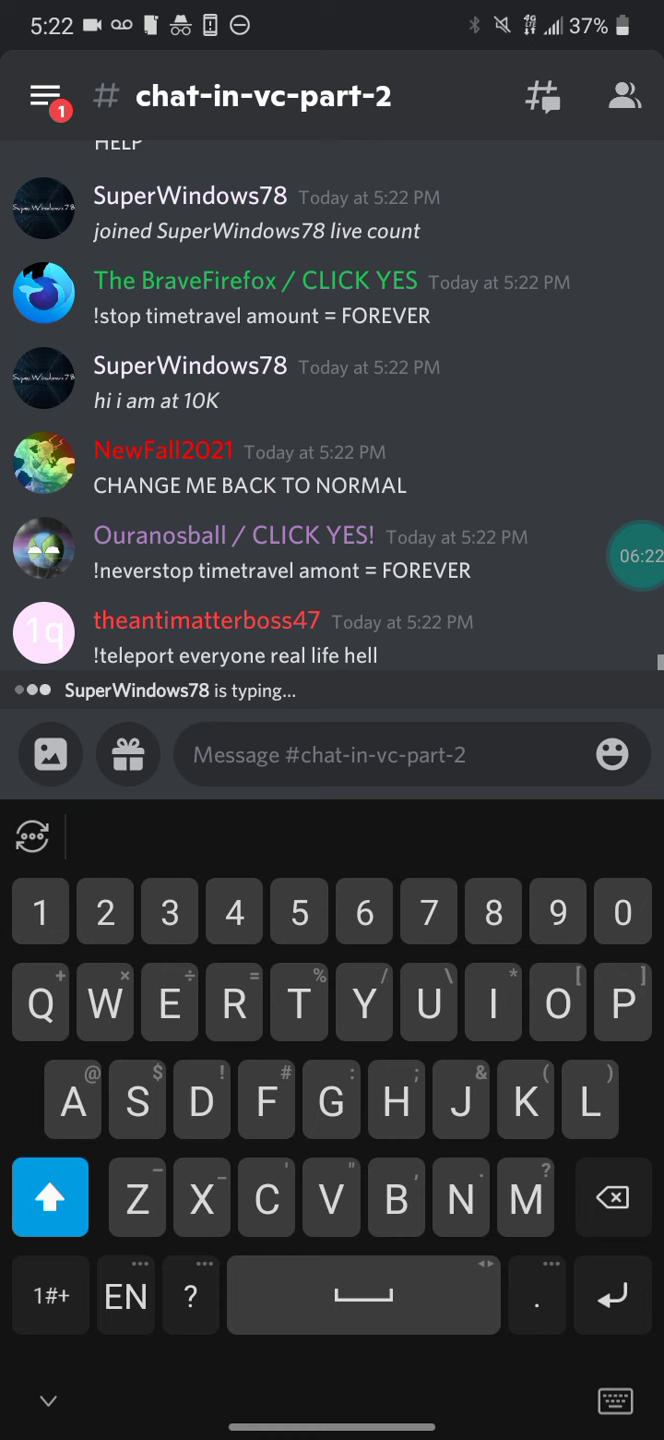 5:22 37%
1 # chat-in-vc-part-2
HELP
SuperWindows78 Today at 5:22 PM
joined SuperWindows78 live count
The BraveFirefox / CLICK YES Today at 5:22 PM
!stop timetravel amount = FOREVER
SuperWindows78 Today at 5:22 PM
hi i am at 10K
NewFall2021 Today at 5:22 PM
CHANGE ME BACK TO NORMAL
Ouranosball / CLICK YES! Today at 5:22 PM
!neverstop timetravel amont = FOREVER
06:22
1q theantimatterboss47 Today at 5:22 PM
!teleport everyone real life hell
SuperWindows78 is typing...
Message #chat-in-vc-part-2
1 2 3 4 5 6 7 8 9 0
+ × ÷ = % / \ * [ ]
Q W E R T Y U I O P
@ $ ! # : ; & ( )
A S D F G H J K L
- _ ' " , . ?
Z X C V B N M
1#+ EN ? .